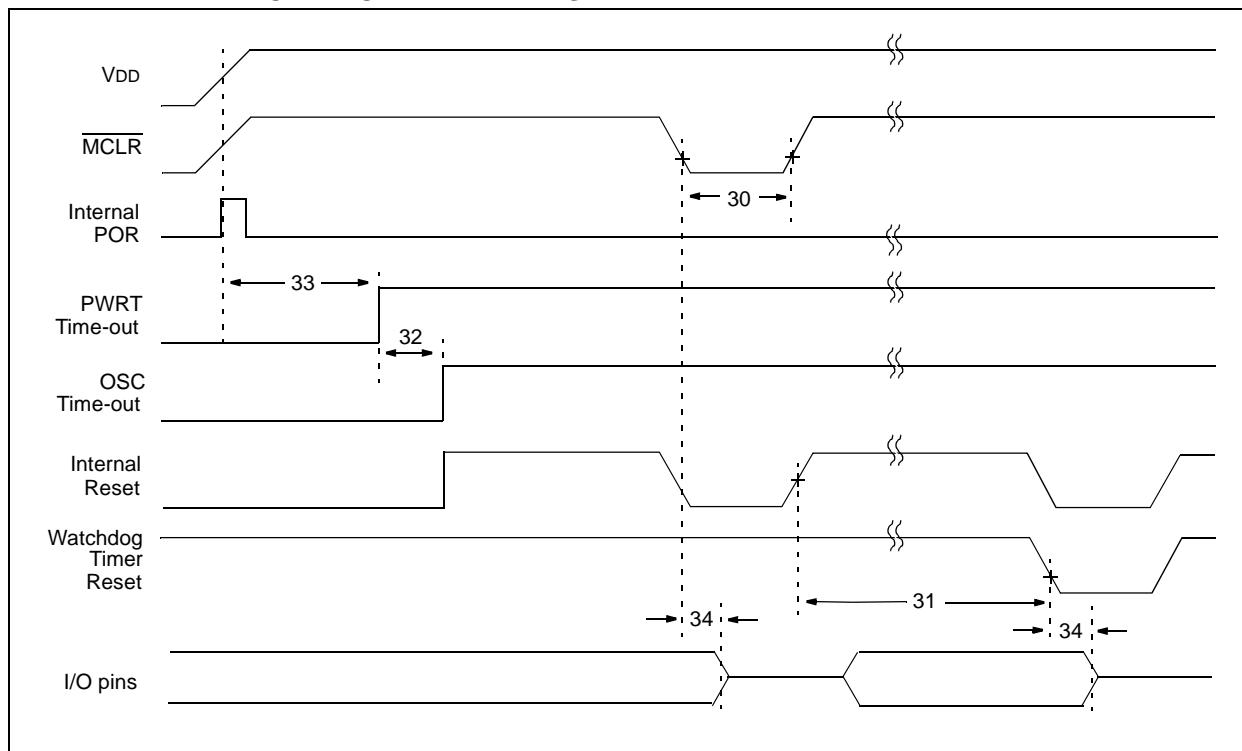 VDD
MCLR
Internal
POR
30
33
PWRT
Time-out
32
OSC
Time-out
Internal
Reset
Watchdog
Timer
Reset
31
34
34
I/O pins